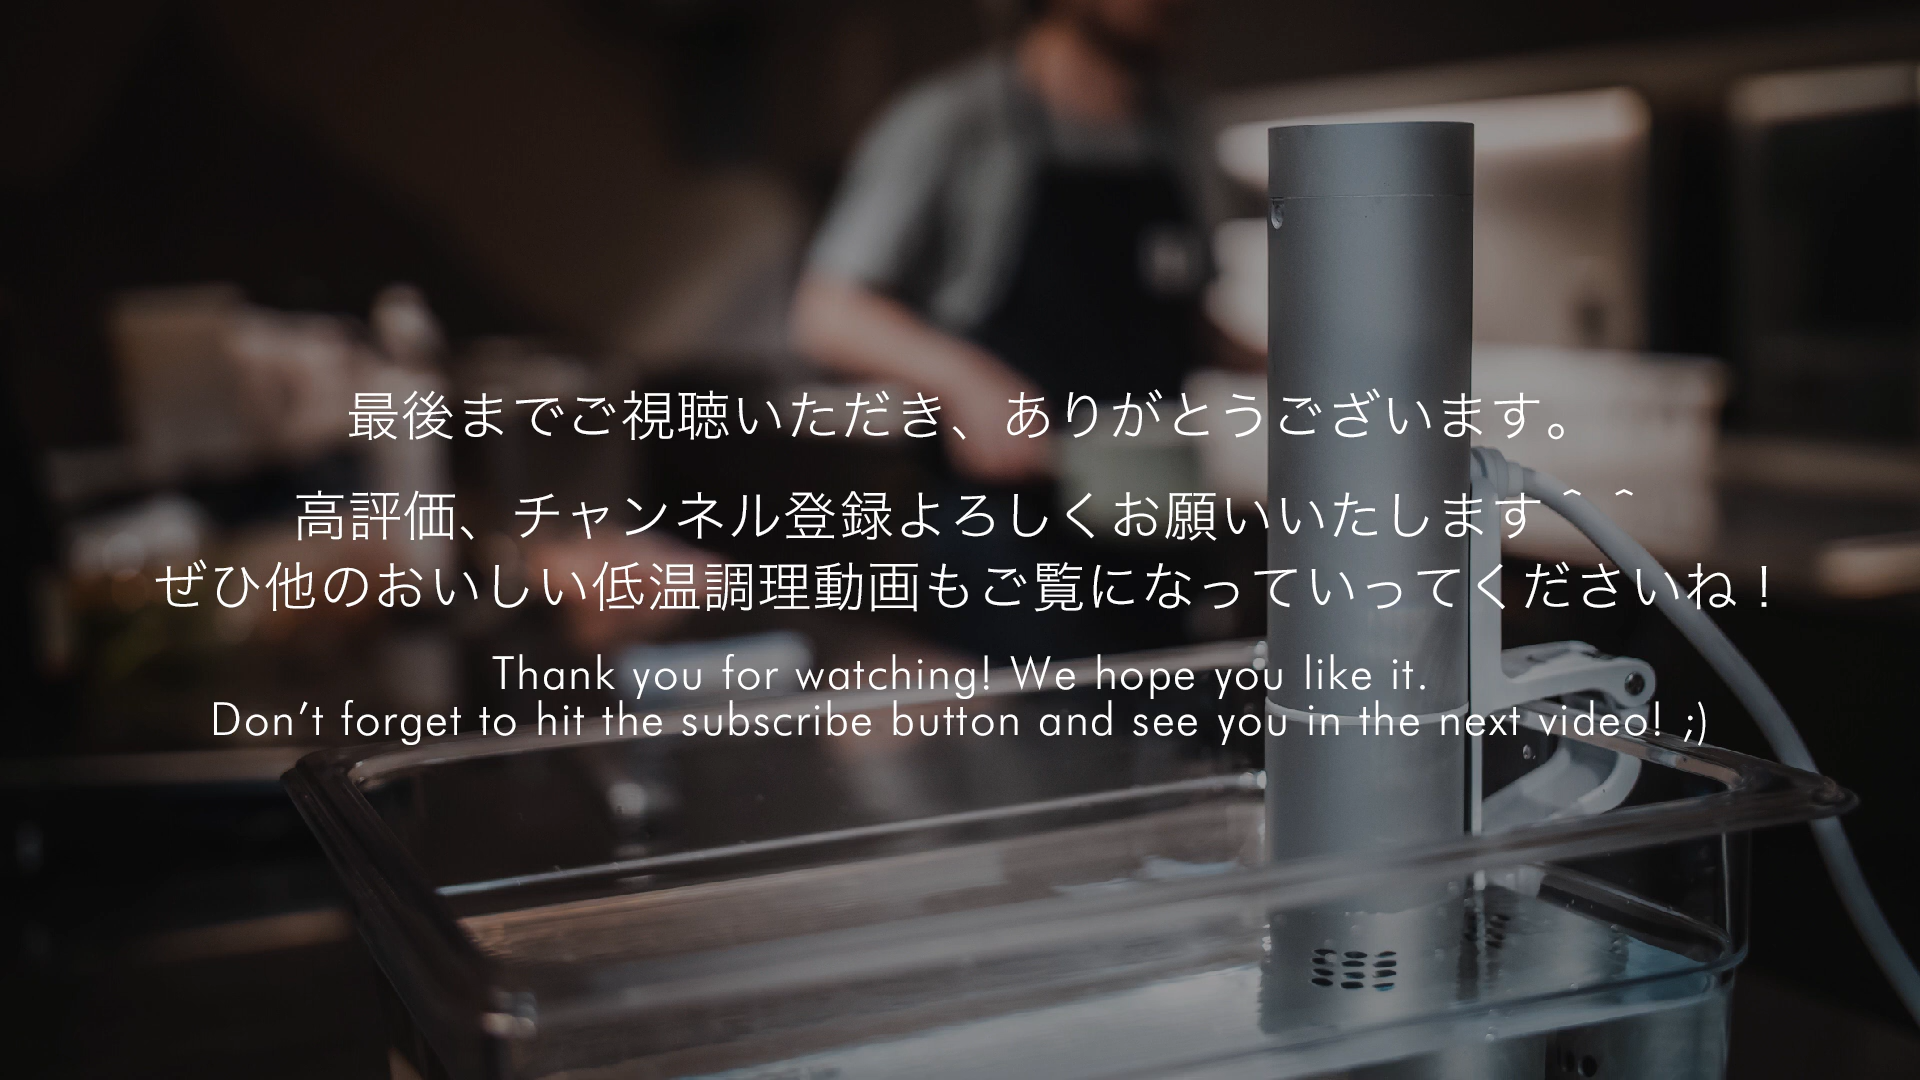 最後までご視聴いただき、ありがとうございます。
高評価、チャンネル登録よろしくお願いいたします＾＾
ぜひ他のおいしい低温調理動画もご覧になっていってくださいね！
Thank you for watching! We hope you like it.
Don’t forget to hit the subscribe button and see you in the next video! ;)